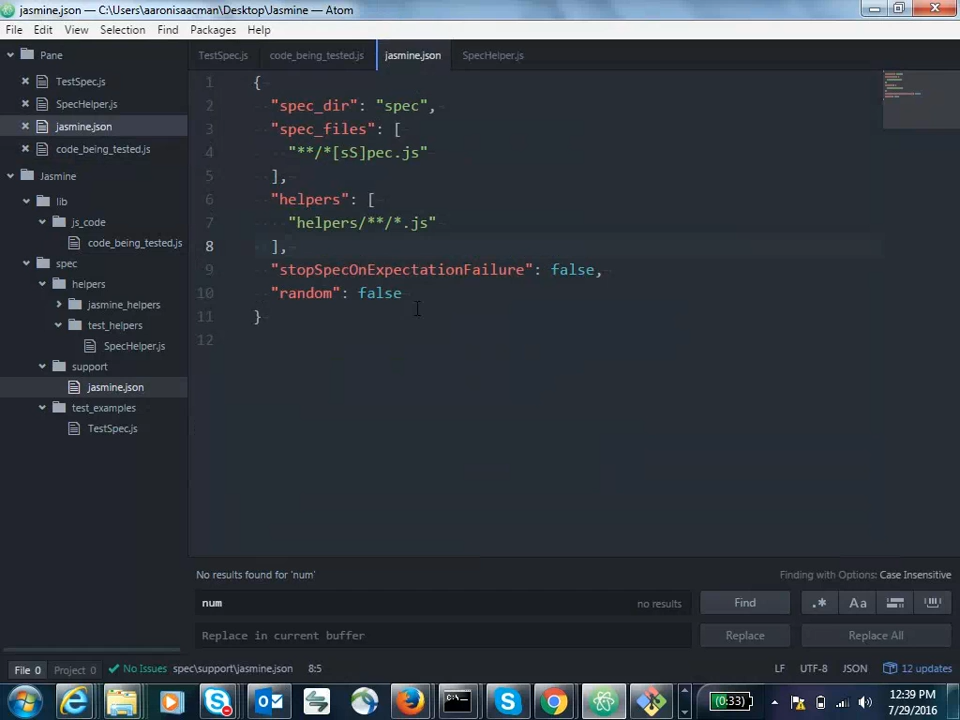 jasmine.json — C:\Users\aaronisaacman\Desktop\Jasmine — Atom
File Edit View Selection Find Packages Help
Pane
TestSpec.js
SpecHelper.js
jasmine.json
code_being_tested.js
Jasmine
lib
js_code
code_being_tested.js
spec
helpers
jasmine_helpers
test_helpers
SpecHelper.js
support
jasmine.json
test_examples
TestSpec.js
TestSpec.js code_being_tested.js jasmine.json SpecHelper.js
1 {
2 "spec_dir": "spec",
3 "spec_files": [
4 "**/*[sS]pec.js"
5 ],
6 "helpers": [
7 "helpers/**/*.js"
8 ],
9 "stopSpecOnExpectationFailure": false,
10 "random": false
11 }
12
No results found for 'num' Finding with Options: Case Insensitive
num no results Find .* Aa
Replace in current buffer Replace Replace All
File 0 Project 0 No Issues spec\support\jasmine.json 8:5 LF UTF-8 JSON 12 updates
(0:33) 12:39 PM
7/29/2016